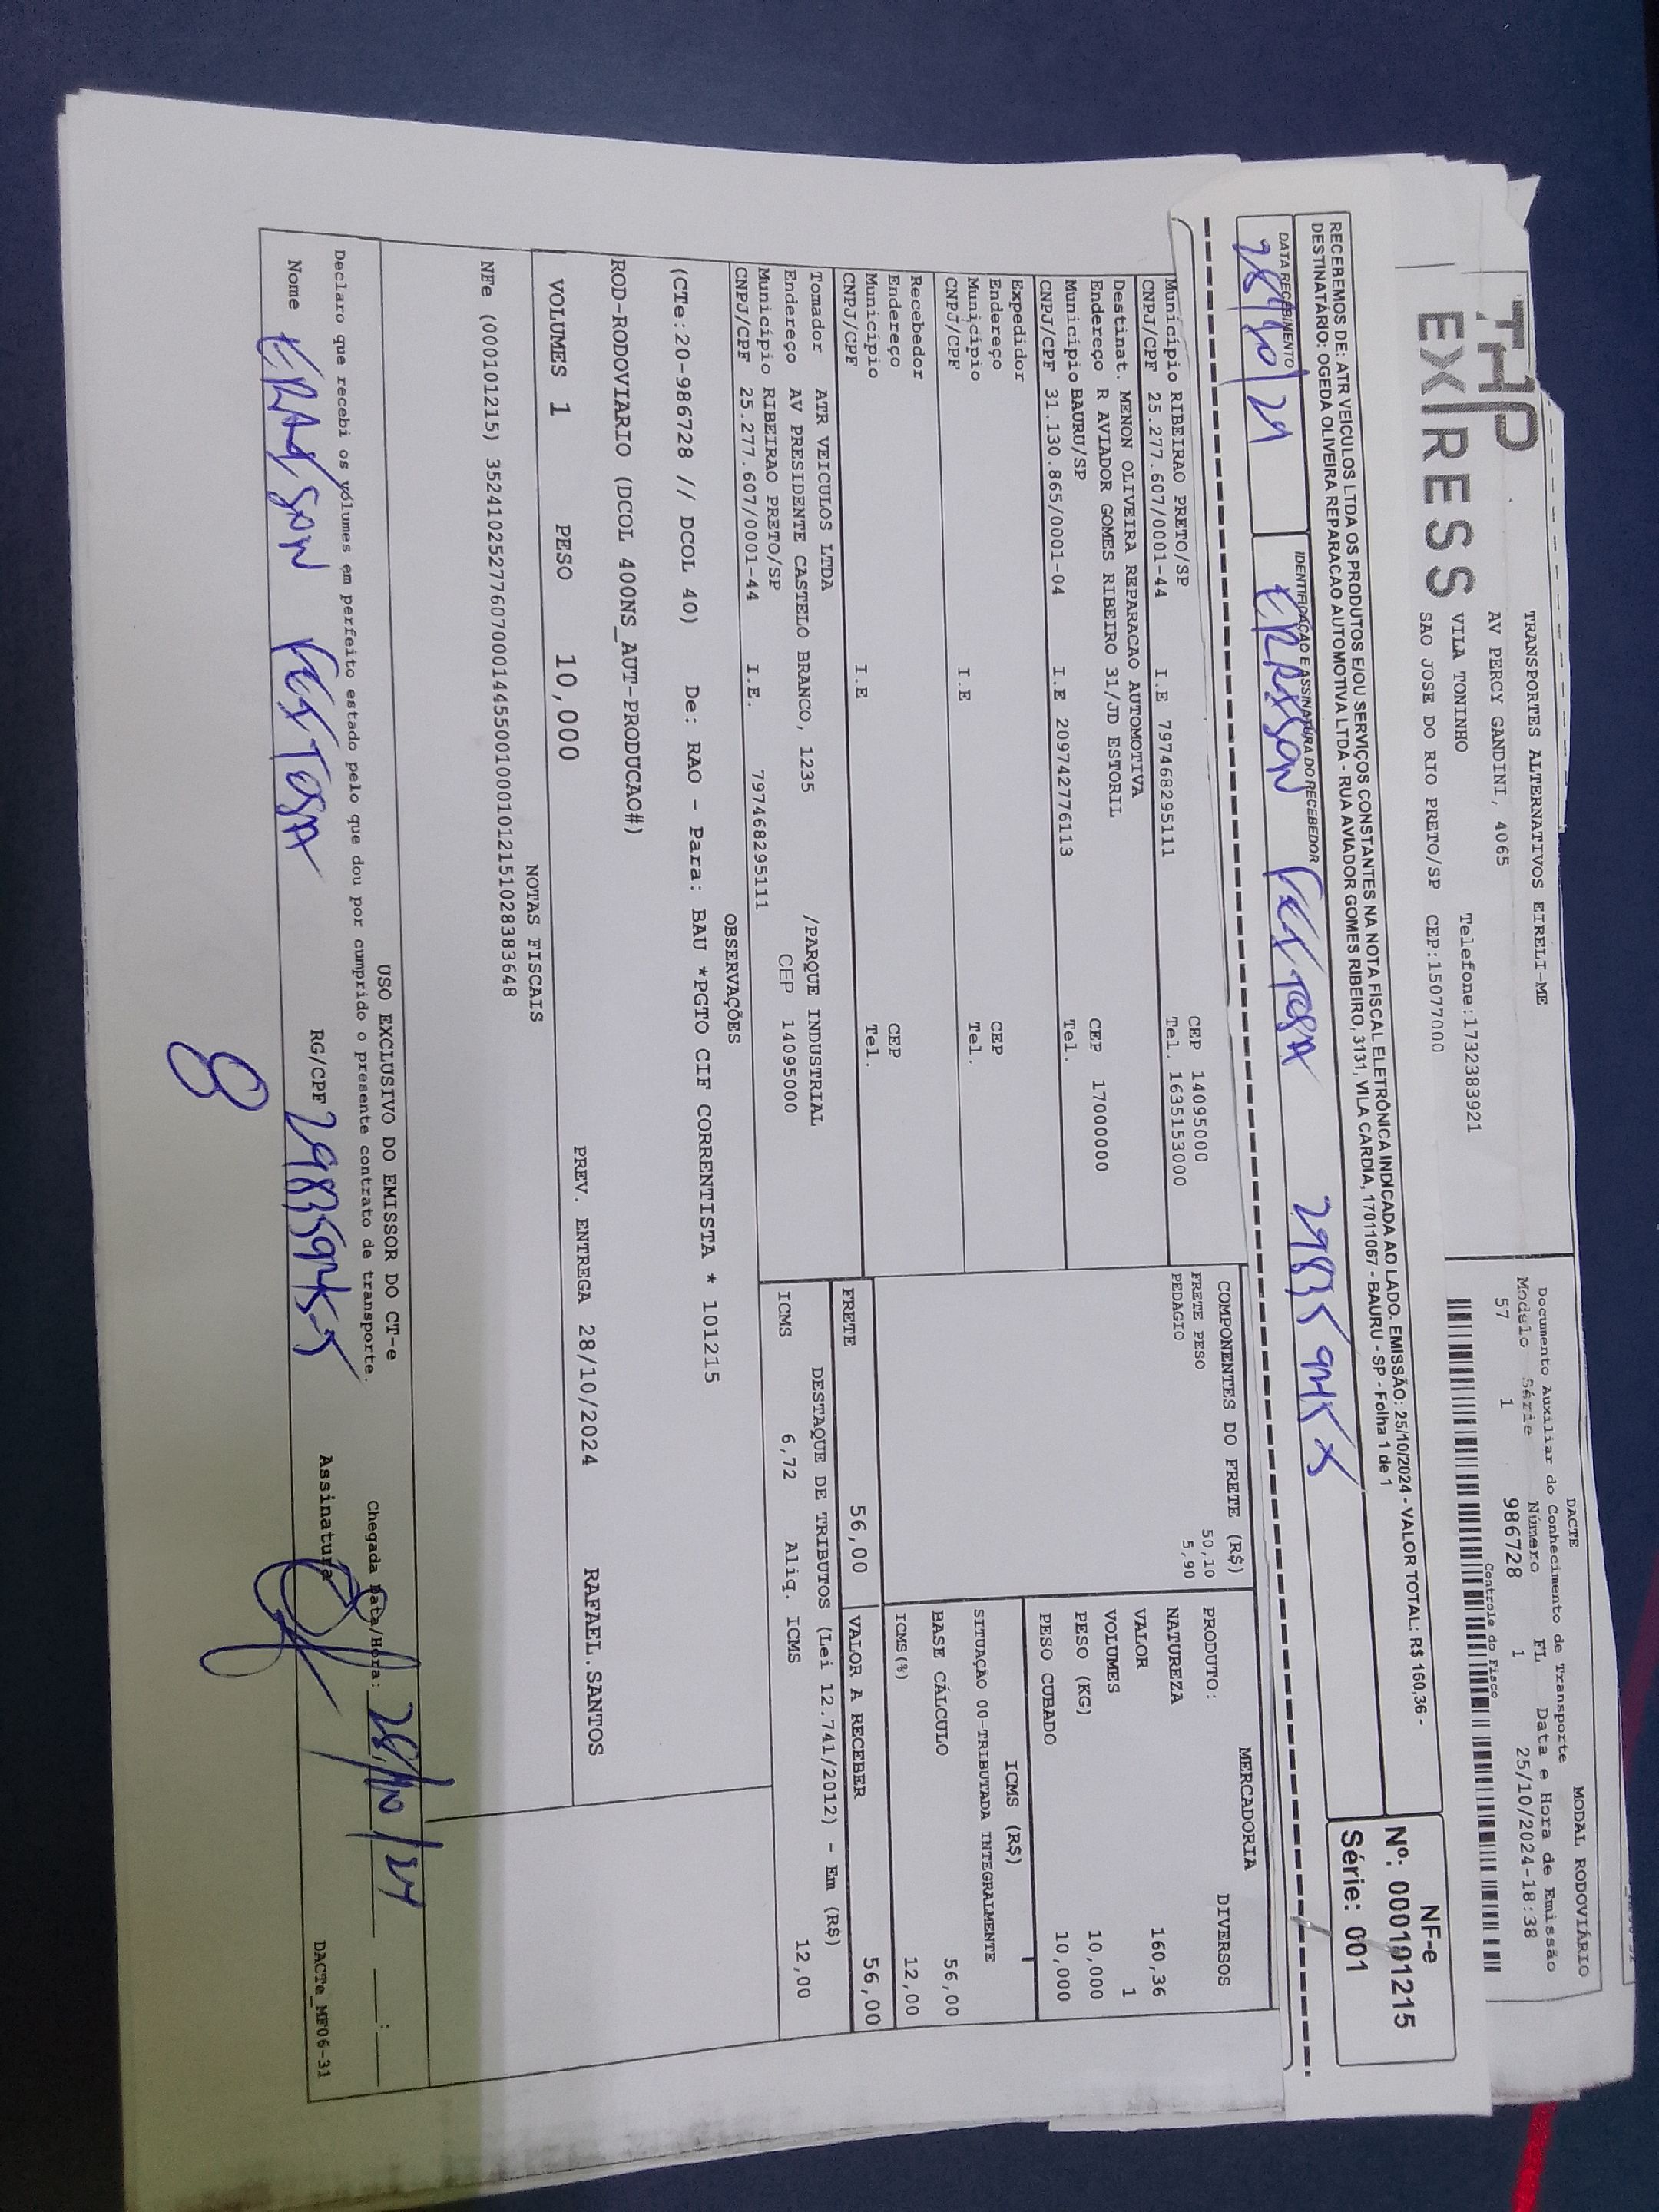 THP
EXPRESS
TRANSPORTES ALTERNATIVOS EIRELI-ME
AV PERCY GANDINI, 4065
VILA TONINHO Telefone:1732383921
SAO JOSE DO RIO PRETO/SP CEP:15077000
DACTE MODAL RODOVIÁRIO
Documento Auxiliar do Conhecimento de Transporte
Modelo Série Número FL Data e Hora de Emissão
57 1 986728 1 25/10/2024-18:38
Controle do Fisco
RECEBEMOS DE: ATR VEICULOS LTDA OS PRODUTOS E/OU SERVIÇOS CONSTANTES NA NOTA FISCAL ELETRÔNICA INDICADA AO LADO. EMISSÃO: 25/10/2024 - VALOR TOTAL: R$ 160,36 -
DESTINATÁRIO: OGEDA OLIVEIRA REPARACAO AUTOMOTIVA LTDA - RUA AVIADOR GOMES RIBEIRO, 3131, VILA CARDIA, 17011067 - BAURU - SP - Folha 1 de 1
NF-e
Nº: 000101215
Série: 001
DATA RECEBIMENTO IDENTIFICAÇÃO E ASSINATURA DO RECEBEDOR
28/10/24
Município RIBEIRAO PRETO/SP CEP 14095000
CNPJ/CPF 25.277.607/0001-44 I.E 797468295111 Tel. 1635153000
Destinat. MENON OLIVEIRA REPARACAO AUTOMOTIVA
Endereço R AVIADOR GOMES RIBEIRO 31/JD ESTORIL CEP 17000000
Município BAURU/SP Tel.
CNPJ/CPF 31.130.865/0001-04 I.E 209742776113
Expedidor
Endereço CEP
Município Tel.
CNPJ/CPF I.E
Recebedor
Endereço CEP
Município Tel.
CNPJ/CPF I.E
Tomador ATR VEICULOS LTDA
Endereço AV PRESIDENTE CASTELO BRANCO, 1235 /PARQUE INDUSTRIAL
Município RIBEIRAO PRETO/SP CEP 14095000
CNPJ/CPF 25.277.607/0001-44 I.E. 797468295111
COMPONENTES DO FRETE (R$)
FRETE PESO 50,10
PEDAGIO 5,90
MERCADORIA
PRODUTO: DIVERSOS
NATUREZA
VALOR 160,36
VOLUMES 1
PESO (KG) 10,000
PESO CUBADO 10,000
ICMS (R$)
SITUAÇÃO 00-TRIBUTADA INTEGRALMENTE
BASE CÁLCULO 56,00
ICMS(%) 12,00
FRETE 56,00 VALOR A RECEBER 56,00
DESTAQUE DE TRIBUTOS (Lei 12.741/2012) - Em (R$)
ICMS 6,72 Aliq. ICMS 12,00
OBSERVAÇÕES
(CTe:20-986728 // DCOL 40) De: RAO - Para: BAU *PGTO CIF CORRENTISTA * 101215
ROD-RODOVIARIO (DCOL 400NS_AUT-PRODUCAO#)
VOLUMES 1 PESO 10,000 PREV. ENTREGA 28/10/2024 RAFAEL.SANTOS
NOTAS FISCAIS
NFe (000101215) 35241025277607000144550010001012151028383648
USO EXCLUSIVO DO EMISSOR DO CT-e
Declaro que recebi os volumes em perfeito estado pelo que dou por cumprido o presente contrato de transporte.
Chegada Data/Hora: 28/10/24 :
Nome RG/CPF Assinatura
8
DACTe_MF06-31